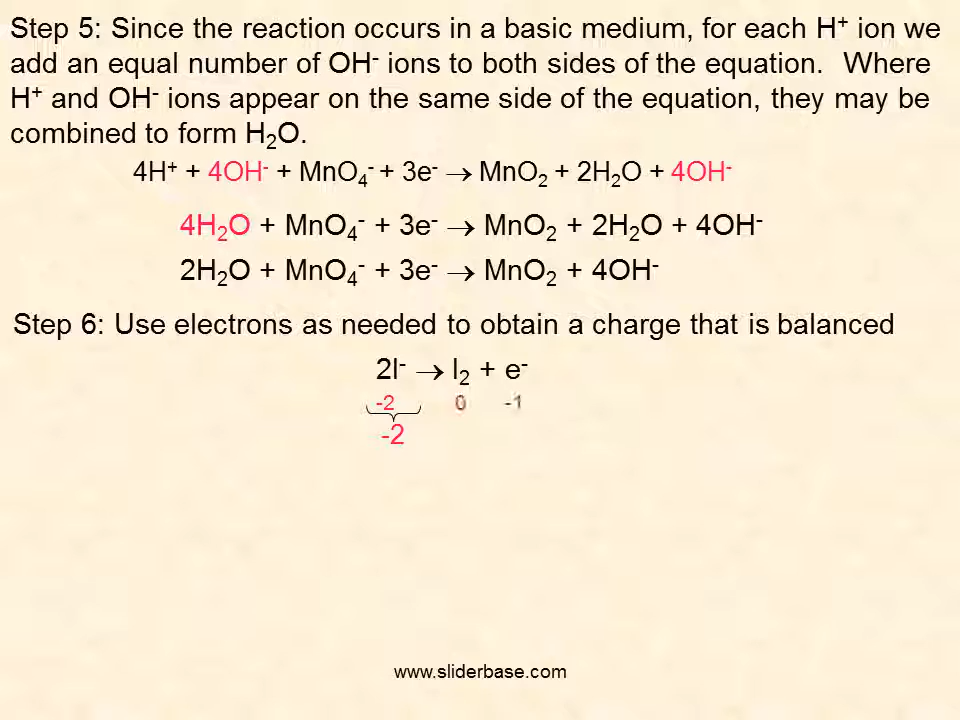 Step 5: Since the reaction occurs in a basic medium, for each H⁺ ion we
add an equal number of OH⁻ ions to both sides of the equation. Where
H⁺ and OH⁻ ions appear on the same side of the equation, they may be
combined to form H₂O.
4H⁺ + 4OH⁻ + MnO₄⁻ + 3e⁻ → MnO₂ + 2H₂O + 4OH⁻
4H₂O + MnO₄⁻ + 3e⁻ → MnO₂ + 2H₂O + 4OH⁻
2H₂O + MnO₄⁻ + 3e⁻ → MnO₂ + 4OH⁻
Step 6: Use electrons as needed to obtain a charge that is balanced
2I⁻ → I₂ + e⁻
-2 0 -1
-2
www.sliderbase.com